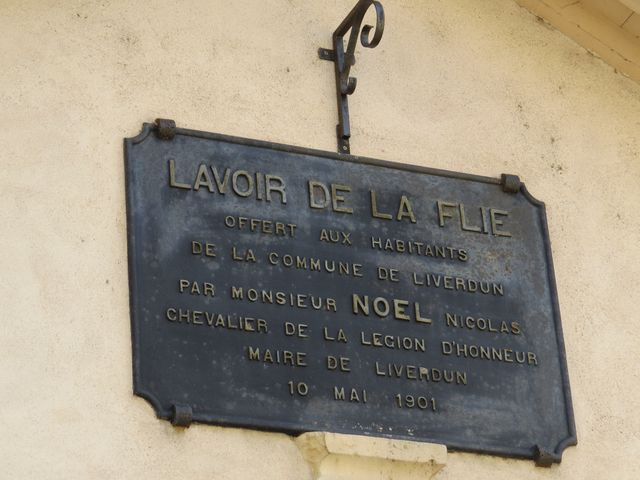 LAVOIR DE LA FLIE
OFFERT AUX HABITANTS
DE LA COMMUNE DE LIVERDUN
PAR MONSIEUR NOEL NICOLAS
CHEVALIER DE LA LEGION D'HONNEUR
MAIRE DE LIVERDUN
10 MAI 1901